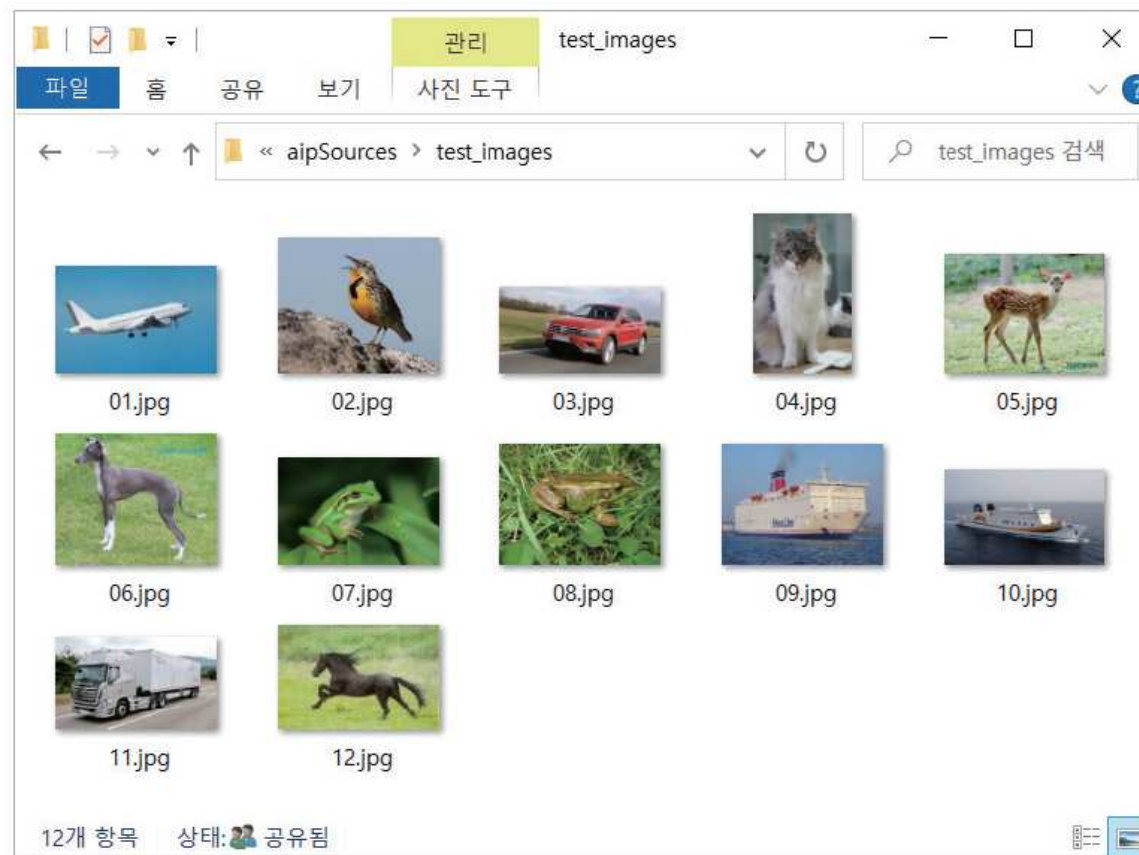 관리 test_images
파일 홈 공유 보기 사진 도구
« aipSources > test_images
test_images 검색
01.jpg 02.jpg 03.jpg 04.jpg 05.jpg
06.jpg 07.jpg 08.jpg 09.jpg 10.jpg
11.jpg 12.jpg
12개 항목 상태: 공유됨